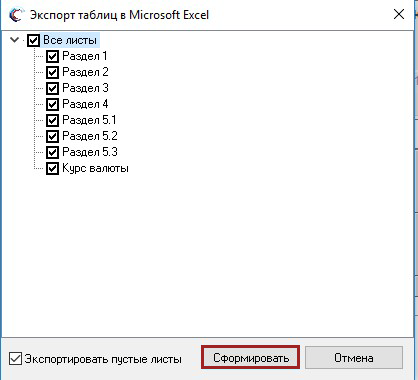 Экспорт таблиц в Microsoft Excel
Все листы
Раздел 1
Раздел 2
Раздел 3
Раздел 4
Раздел 5.1
Раздел 5.2
Раздел 5.3
Курс валюты
Экспортировать пустые листы
Сформировать
Отмена